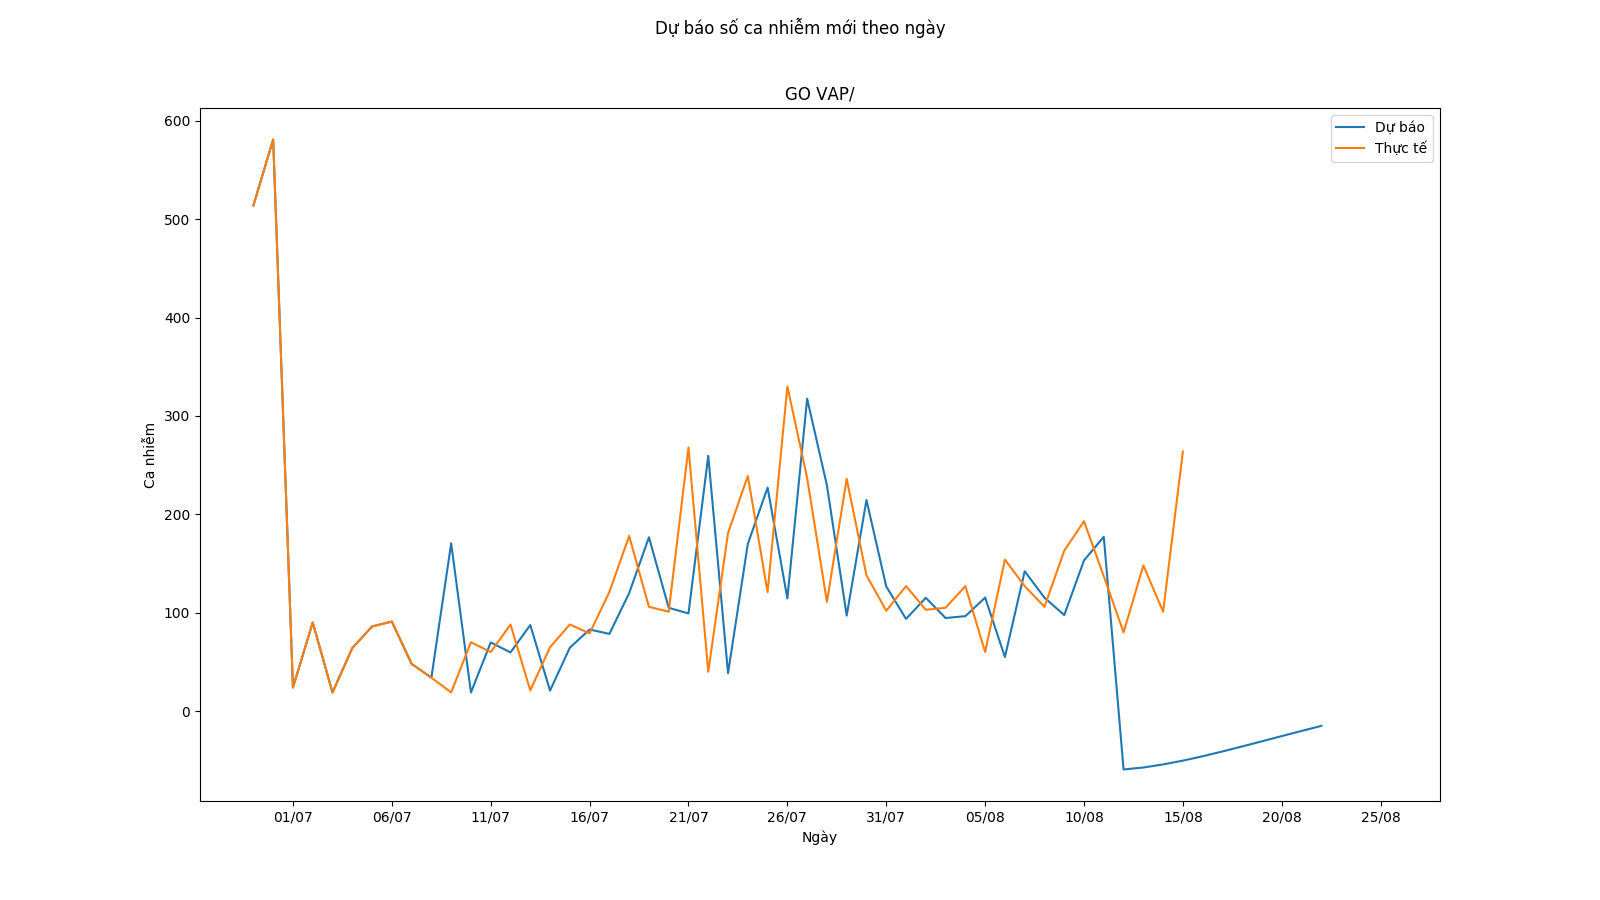 Dự báo số ca nhiễm mới theo ngày
GO VAP/
Dự báo
Thực tế
600
500
400
300
200
100
0
Ca nhiễm
01/07 06/07 11/07 16/07 21/07 26/07 31/07 05/08 10/08 15/08 20/08 25/08
Ngày